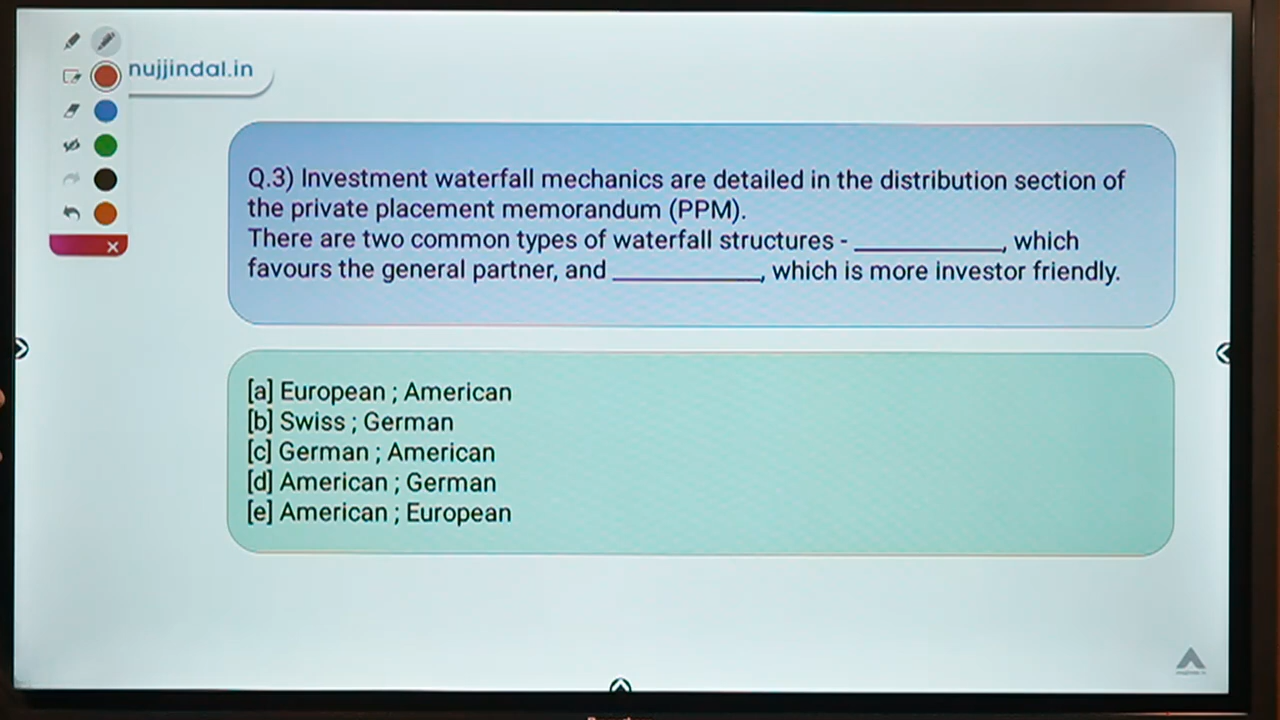 nujjindal.in
Q.3) Investment waterfall mechanics are detailed in the distribution section of
the private placement memorandum (PPM).
There are two common types of waterfall structures - ____________, which
favours the general partner, and ____________, which is more investor friendly.
[a] European ; American
[b] Swiss ; German
[c] German ; American
[d] American ; German
[e] American ; European